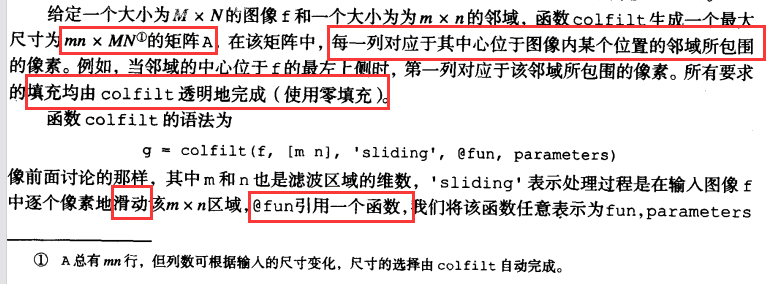 给定一个大小为 M × N的图像 f 和一个大小为为 m × n的邻域，函数 colfilt 生成一个最大
尺寸为 mn × MN①的矩阵A。在该矩阵中，每一列对应于其中心位于图像内某个位置的邻域所包围
的像素。例如，当邻域的中心位于 f 的最左上侧时，第一列对应于该邻域所包围的像素。所有要求
的填充均由 colfilt 透明地完成（使用零填充）。
函数 colfilt 的语法为
g = colfilt(f, [m n], 'sliding', @fun, parameters)
像前面讨论的那样，其中 m 和 n 也是滤波区域的维数，'sliding' 表示处理过程是在输入图像 f
中逐个像素地滑动该 m × n 区域，@fun引用一个函数，我们将该函数任意表示为fun,parameters
① A 总有 mn 行，但列数可根据输入的尺寸变化，尺寸的选择由 colfilt 自动完成。